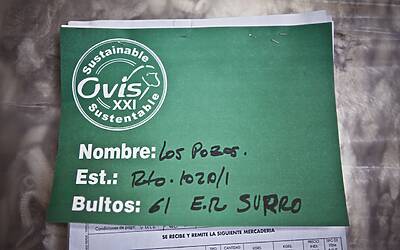 Sustainable
Ovis
XXI
Sustentable
Nombre: Los Pozos.
Est.: Rto. 1020/1
Bultos: 61 E.R SURRO
SE RECIBE Y REMITE LA SIGUIENTE MERCADERIA